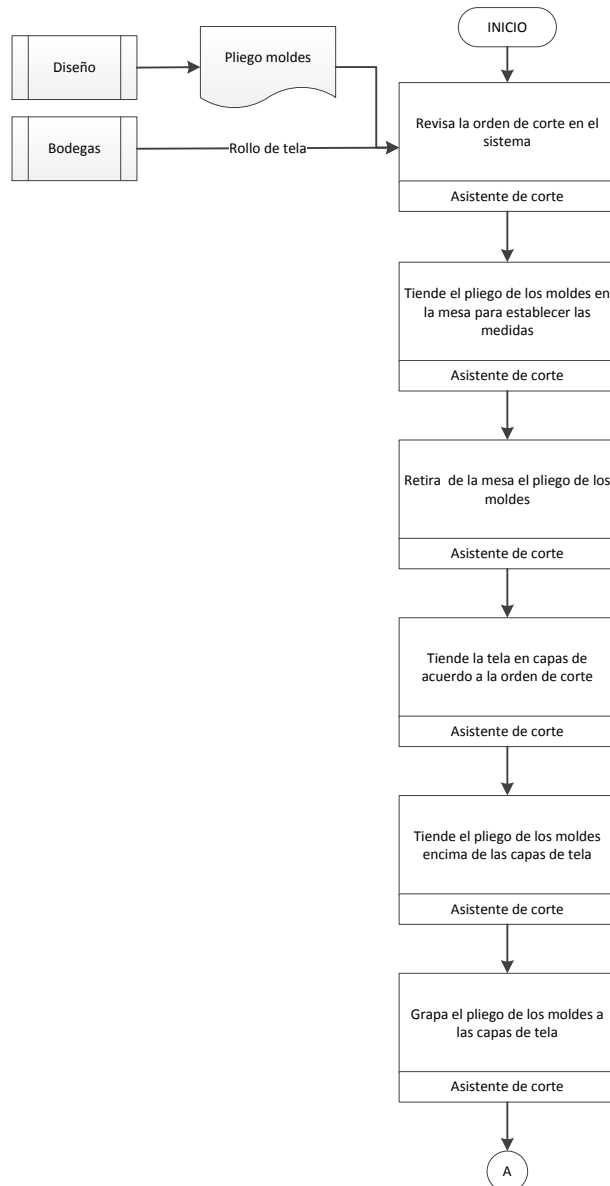 INICIO
Diseño
Pliego moldes
Bodegas
Rollo de tela
Revisa la orden de corte en el
sistema
Asistente de corte
Tiende el pliego de los moldes en
la mesa para establecer las
medidas
Asistente de corte
Retira de la mesa el pliego de los
moldes
Asistente de corte
Tiende la tela en capas de
acuerdo a la orden de corte
Asistente de corte
Tiende el pliego de los moldes
encima de las capas de tela
Asistente de corte
Grapa el pliego de los moldes a
las capas de tela
Asistente de corte
A